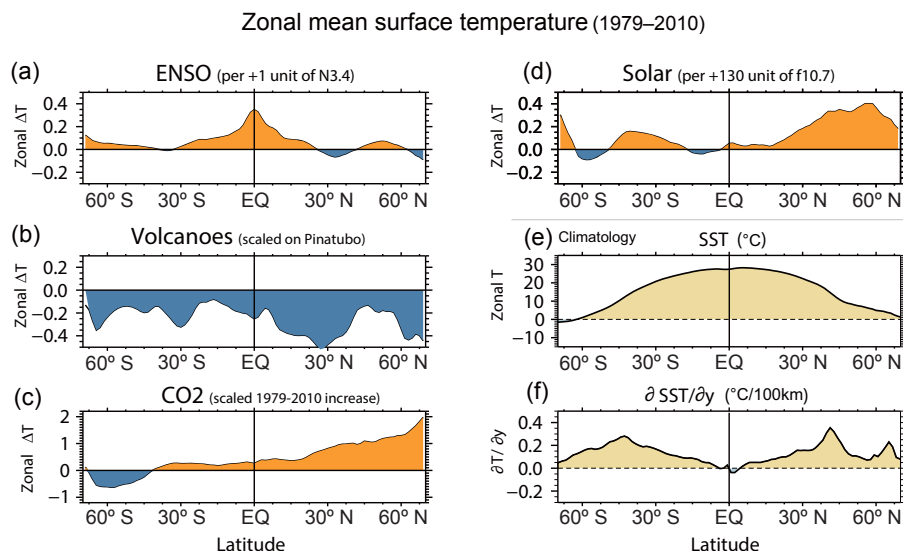 Zonal mean surface temperature (1979–2010)
(a) ENSO (per +1 unit of N3.4)
Zonal ΔT
0.4
0.2
0.0
−0.2
60º S 30º S EQ 30º N 60º N
(b) Volcanoes (scaled on Pinatubo)
Zonal ΔT
0.2
0.0
−0.2
−0.4
60º S 30º S EQ 30º N 60º N
(c) CO2 (scaled 1979-2010 increase)
Zonal ΔT
2
1
0
−1
60º S 30º S EQ 30º N 60º N
Latitude
(d) Solar (per +130 unit of f10.7)
Zonal ΔT
0.4
0.2
0.0
−0.2
60º S 30º S EQ 30º N 60º N
(e) Climatology SST (°C)
Zonal T
30
20
10
0
−10
60º S 30º S EQ 30º N 60º N
(f) ∂ SST/∂y (°C/100km)
∂T/ ∂y
0.4
0.2
0.0
−0.2
60º S 30º S EQ 30º N 60º N
Latitude